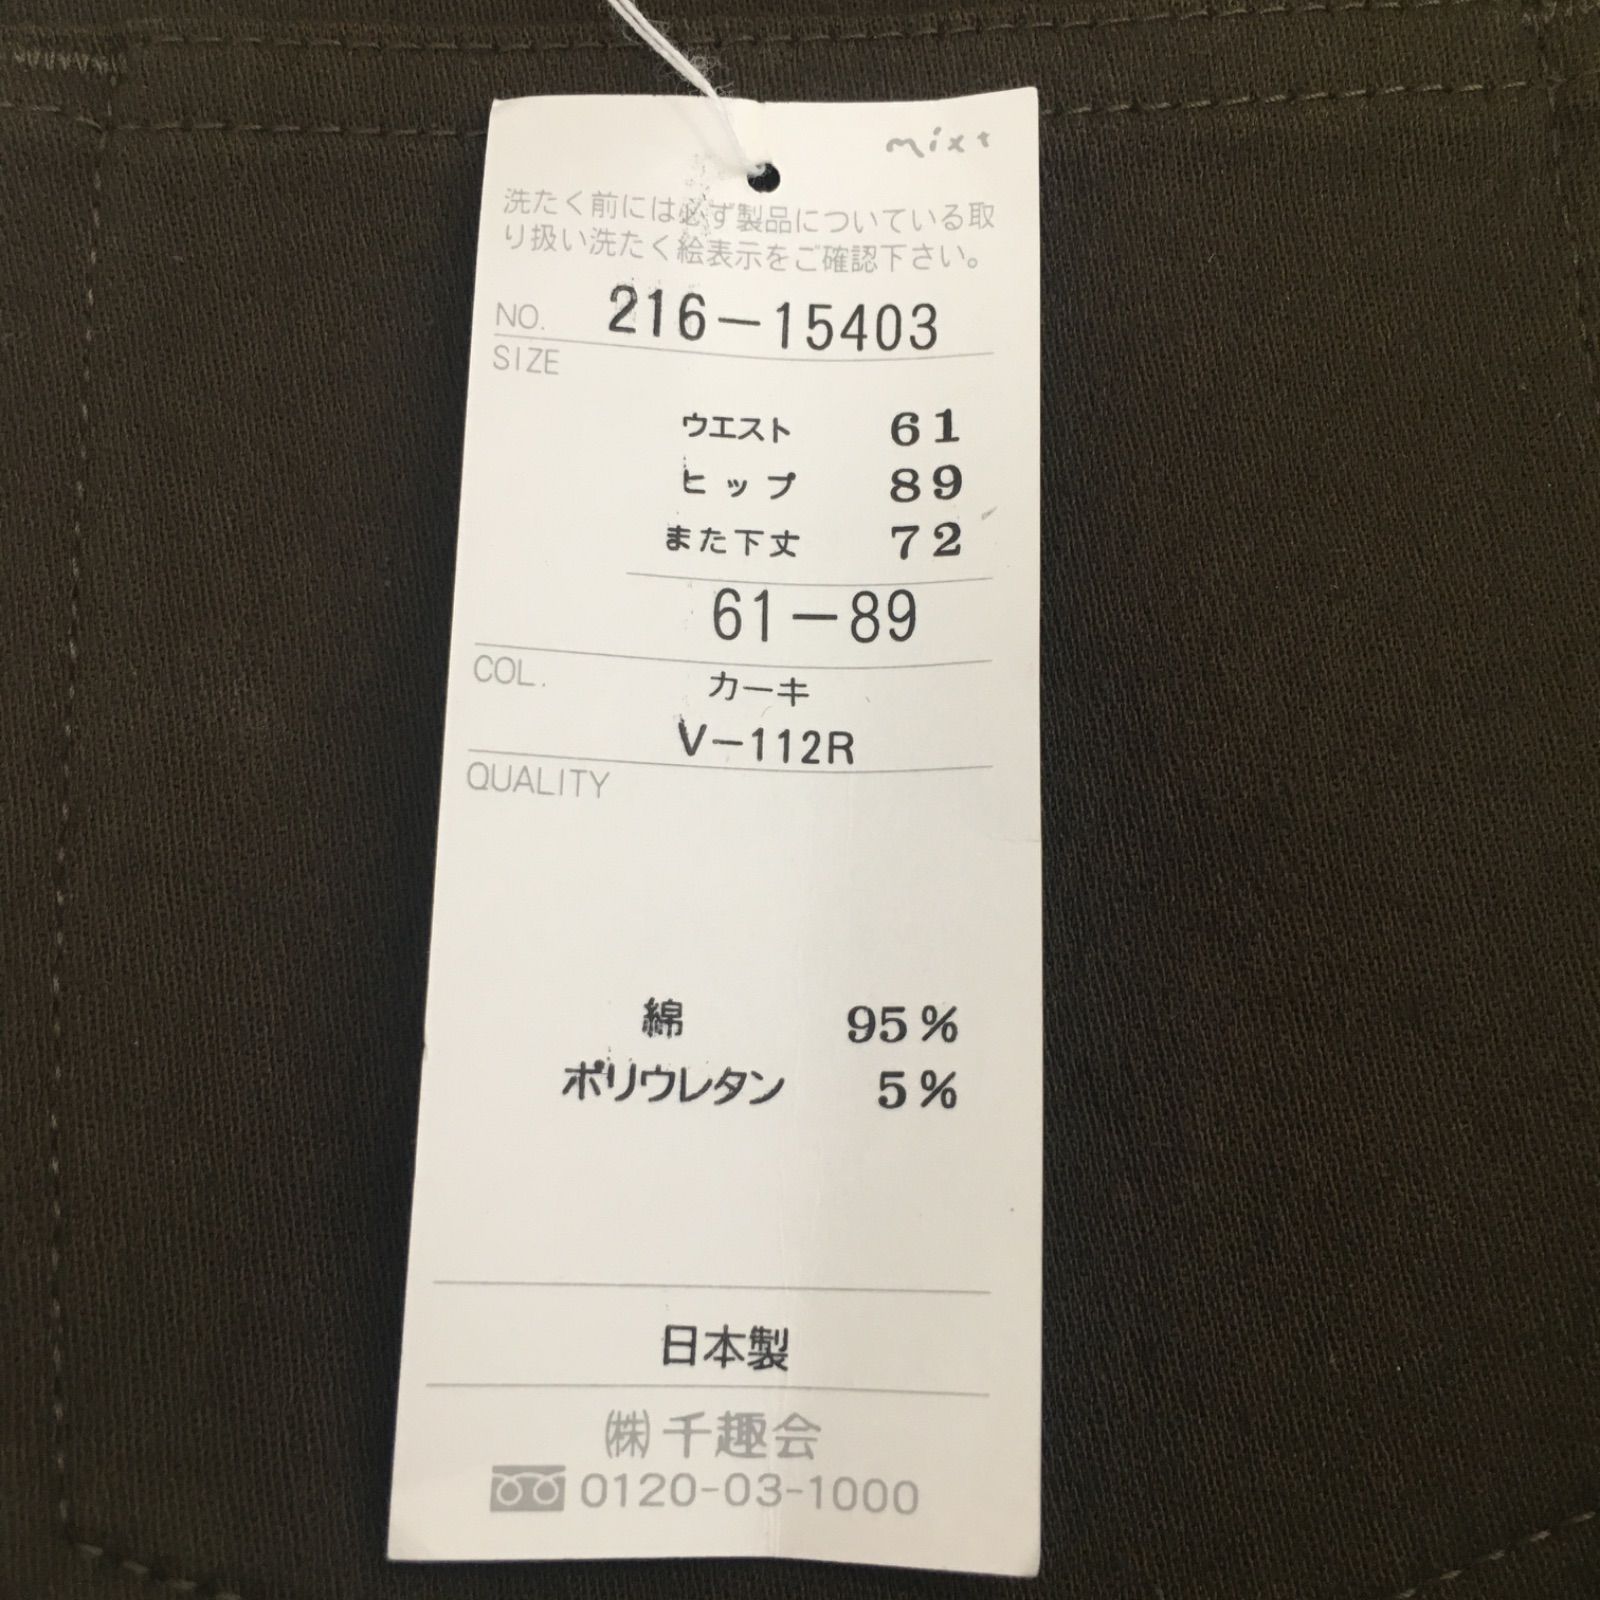 mixt
洗たく前には必ず製品についている取
り扱い洗たく絵表示をご確認下さい。
NO. 216-15403
SIZE
ウエスト 61
ヒップ 89
また下丈 72
61-89
COL. カーキ
V-112R
QUALITY
綿 95%
ポリウレタン 5%
日本製
㈱千趣会
0120-03-1000